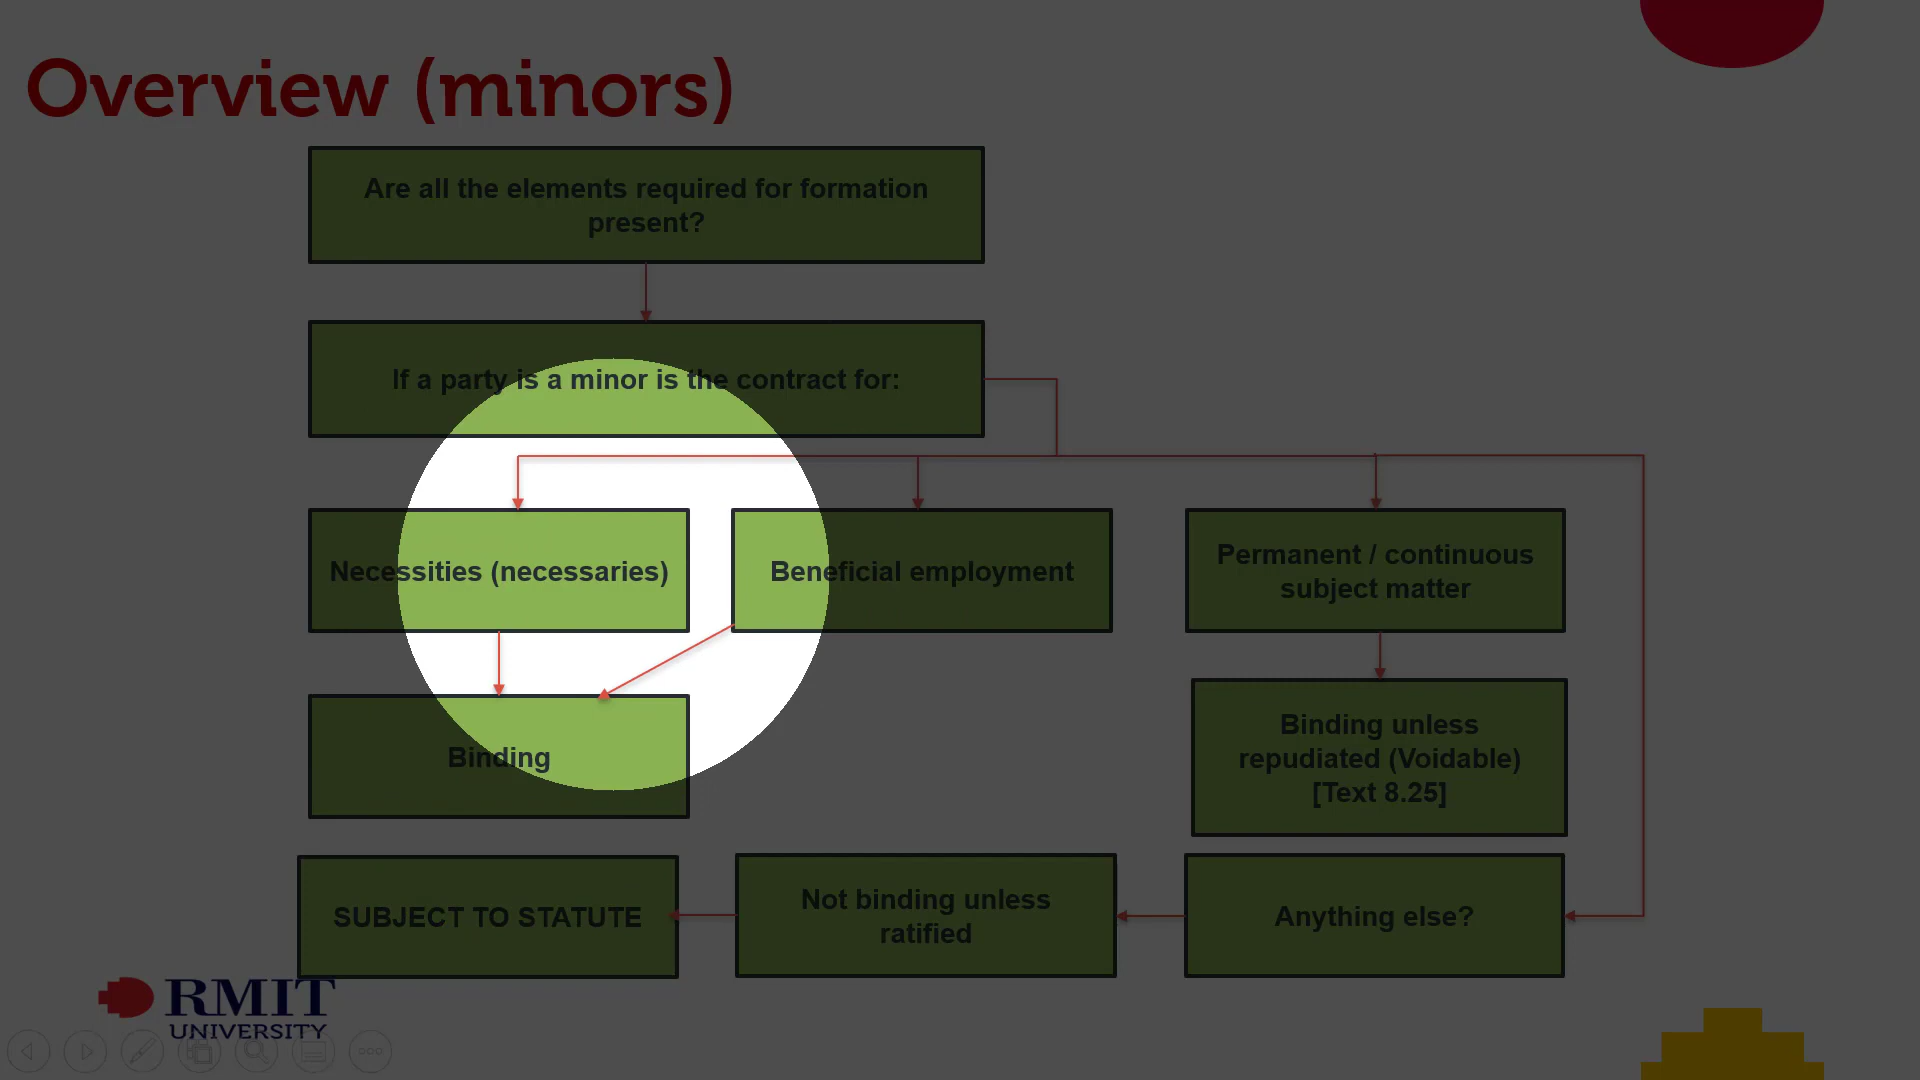 Overview (minors)
Are all the elements required for formation
present?
If a party is a minor is the contract for:
Necessities (necessaries)
Beneficial employment
Permanent / continuous
subject matter
Binding
Binding unless
repudiated (Voidable)
[Text 8.25]
SUBJECT TO STATUTE
Not binding unless
ratified
Anything else?
RMIT
UNIVERSITY